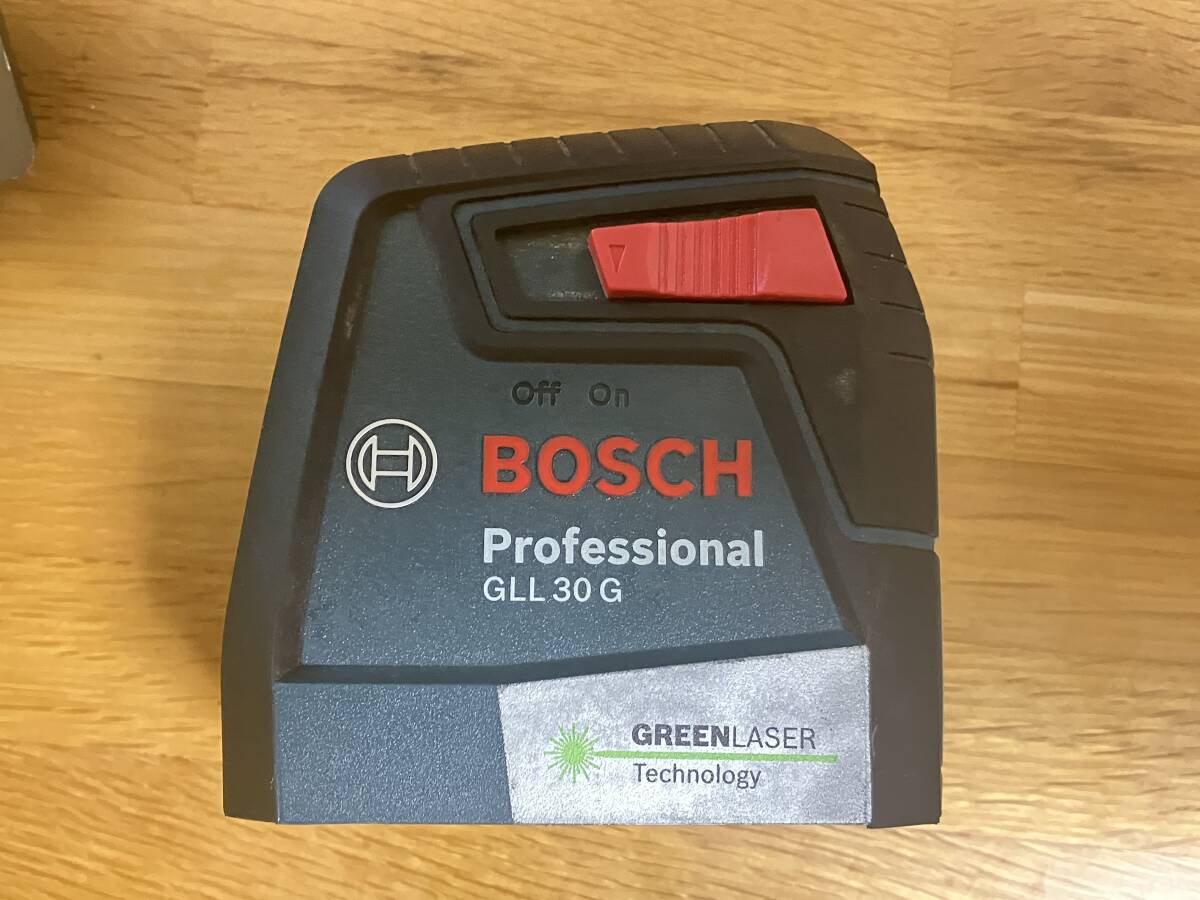 Off On
BOSCH
Professional
GLL 30 G
GREENLASER
Technology